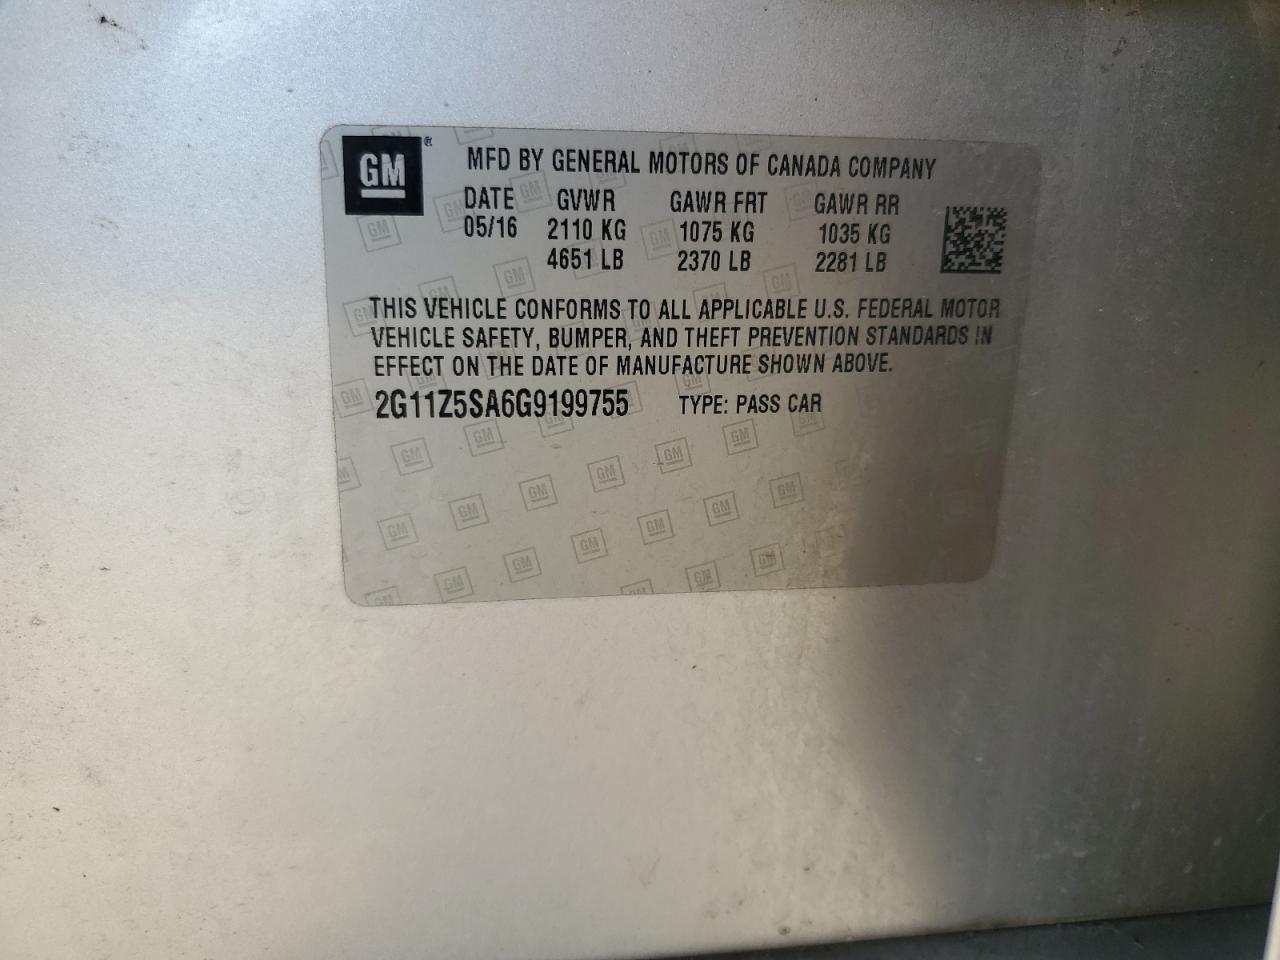 GM ®
MFD BY GENERAL MOTORS OF CANADA COMPANY
DATE GVWR GAWR FRT GAWR RR
05/16 2110 KG 1075 KG 1035 KG
4651 LB 2370 LB 2281 LB
THIS VEHICLE CONFORMS TO ALL APPLICABLE U.S. FEDERAL MOTOR
VEHICLE SAFETY, BUMPER, AND THEFT PREVENTION STANDARDS IN
EFFECT ON THE DATE OF MANUFACTURE SHOWN ABOVE.
2G11Z5SA6G9199755 TYPE: PASS CAR